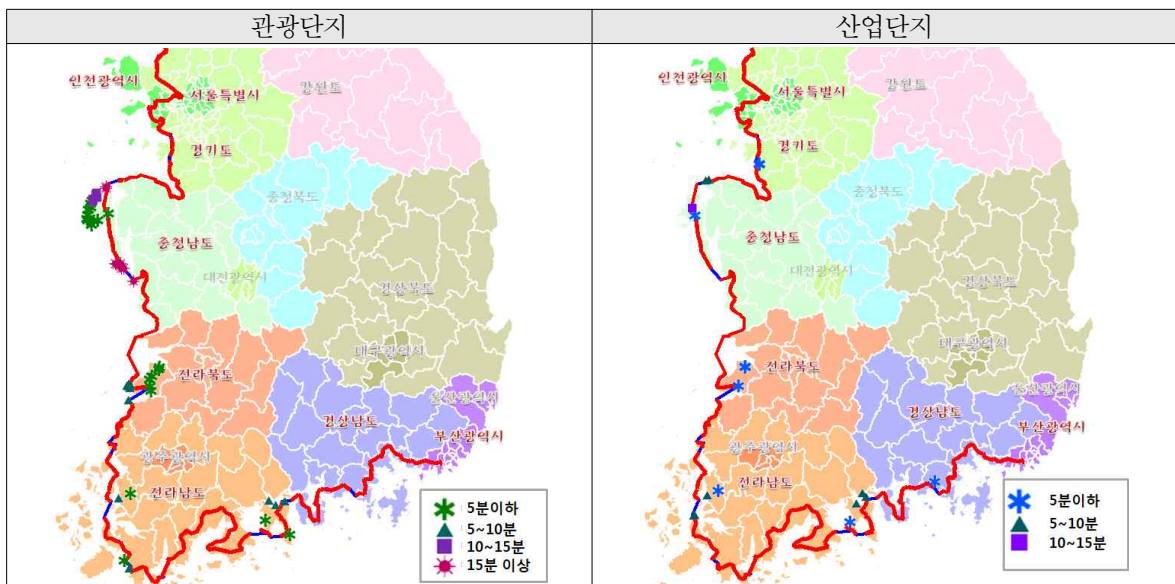 관광단지
산업단지
인천광역시
서울특별시
강원도
경기도
충청북도
충청남도
대전광역시
경상북도
대구광역시
전라북도
울산광역시
경상남도
부산광역시
광주광역시
전라남도
5분이하
5~10분
10~15분
15분 이상
인천광역시
서울특별시
강원도
경기도
충청북도
충청남도
대전광역시
경상북도
대구광역시
전라북도
울산광역시
경상남도
부산광역시
광주광역시
전라남도
5분이하
5~10분
10~15분